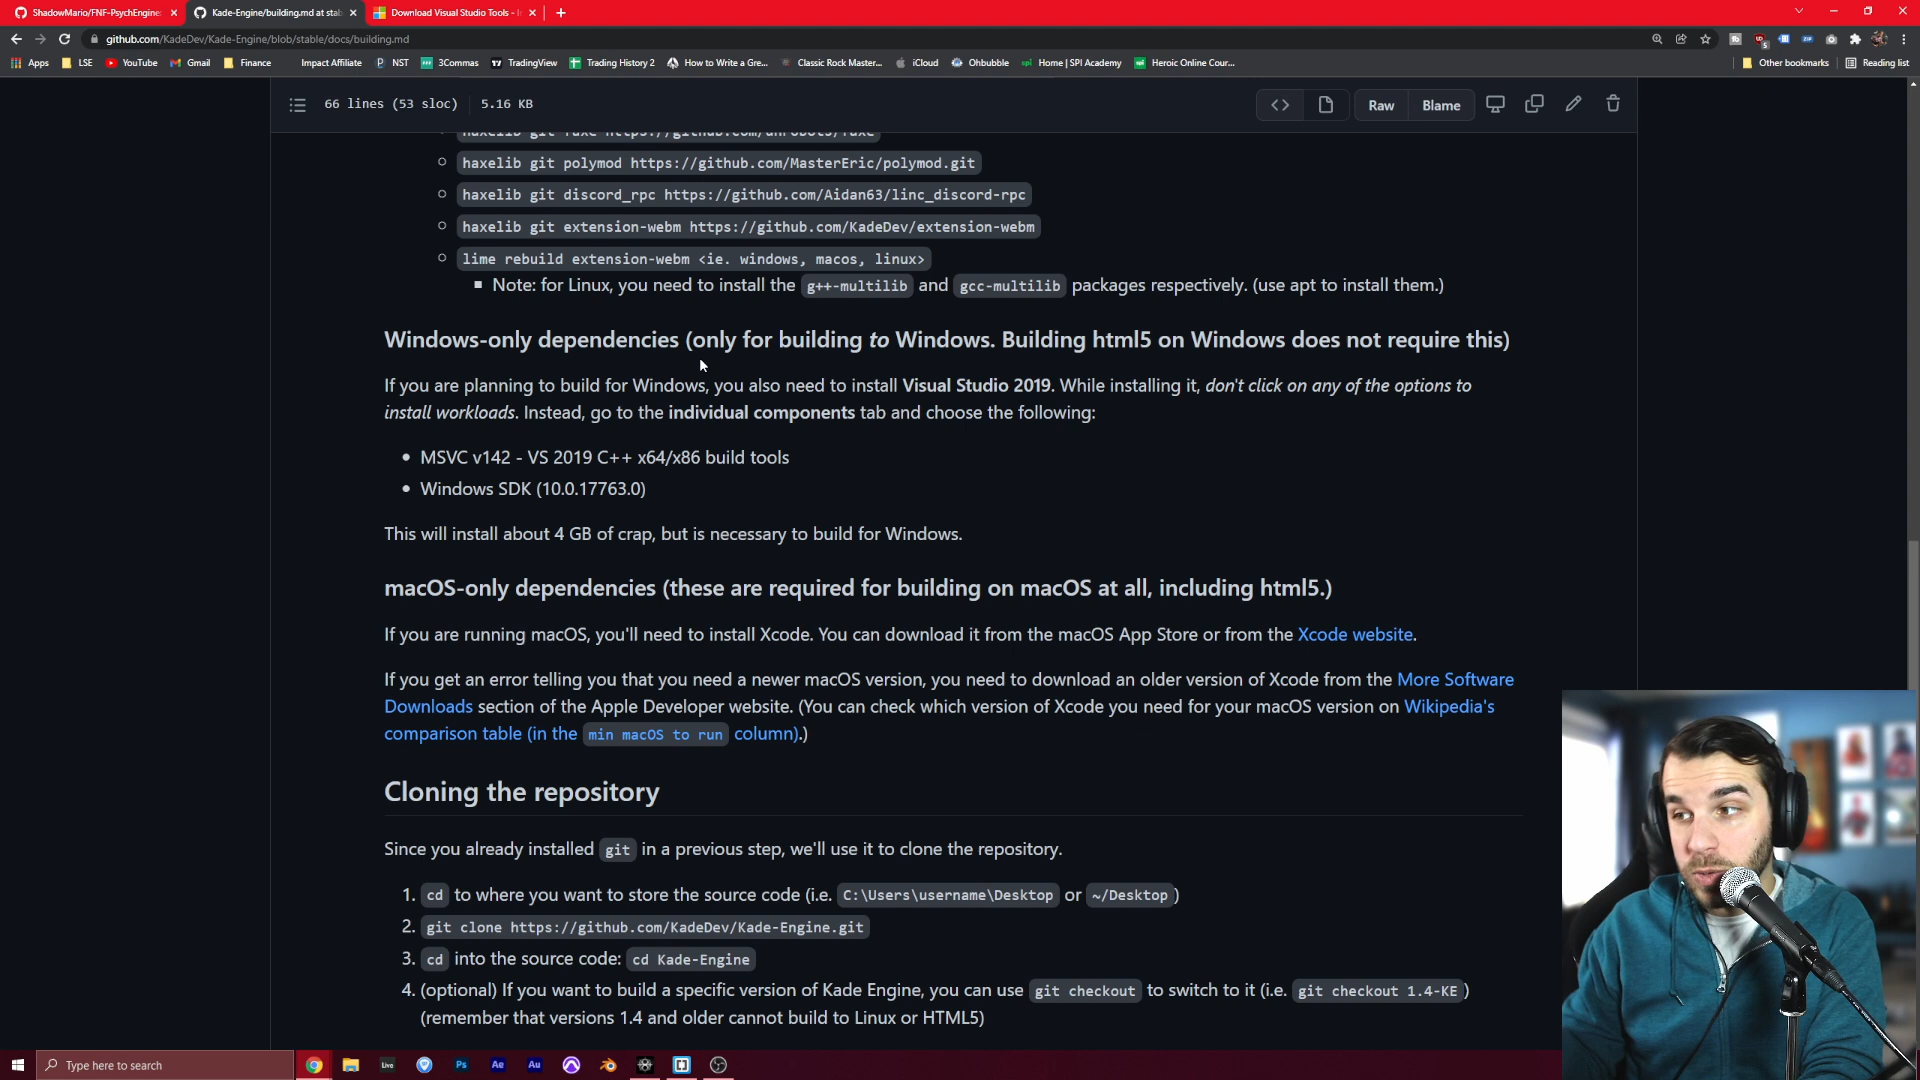 ShadowMario/FNF-PsychEngine:
Kade-Engine/building.md at stab
Download Visual Studio Tools - I
github.com/KadeDev/Kade-Engine/blob/stable/docs/building.md
Apps
LSE
YouTube
Gmail
Finance
Impact Affiliate
NST
3Commas
TradingView
Trading History 2
How to Write a Gre...
Classic Rock Master...
iCloud
Ohbubble
Home | SPI Academy
Heroic Online Cour...
Other bookmarks
Reading list
66 lines (53 sloc)
5.16 KB
Raw
Blame
haxelib git faxe https://github.com/uhrobots/faxe
haxelib git polymod https://github.com/MasterEric/polymod.git
haxelib git discord_rpc https://github.com/Aidan63/linc_discord-rpc
haxelib git extension-webm https://github.com/KadeDev/extension-webm
lime rebuild extension-webm <ie. windows, macos, linux>
Note: for Linux, you need to install the g++-multilib and gcc-multilib packages respectively. (use apt to install them.)
Windows-only dependencies (only for building to Windows. Building html5 on Windows does not require this)
If you are planning to build for Windows, you also need to install Visual Studio 2019. While installing it, don't click on any of the options to
install workloads. Instead, go to the individual components tab and choose the following:
MSVC v142 - VS 2019 C++ x64/x86 build tools
Windows SDK (10.0.17763.0)
This will install about 4 GB of crap, but is necessary to build for Windows.
macOS-only dependencies (these are required for building on macOS at all, including html5.)
If you are running macOS, you'll need to install Xcode. You can download it from the macOS App Store or from the Xcode website.
If you get an error telling you that you need a newer macOS version, you need to download an older version of Xcode from the More Software
Downloads section of the Apple Developer website. (You can check which version of Xcode you need for your macOS version on Wikipedia's
comparison table (in the min macOS to run column).)
Cloning the repository
Since you already installed git in a previous step, we'll use it to clone the repository.
1. cd to where you want to store the source code (i.e. C:\Users\username\Desktop or ~/Desktop)
2. git clone https://github.com/KadeDev/Kade-Engine.git
3. cd into the source code: cd Kade-Engine
4. (optional) If you want to build a specific version of Kade Engine, you can use git checkout to switch to it (i.e. git checkout 1.4-KE)
(remember that versions 1.4 and older cannot build to Linux or HTML5)
Type here to search
Live
Ps
Ae
Au